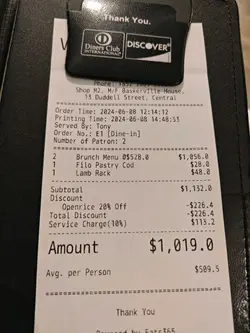 Thank You.
Diners Club
INTERNATIONAL
DISCOVER
Shop M2, M/F Baskerville House,
13 Duddell Street, Central
Order Time: 2024-06-08 12:14:12
Printing Time: 2024-06-08 14:48:51
Served By: Tony
Order No.: E1 [Dine-in]
Number of Patron: 2
2 Brunch Menu @$528.0 $1,056.0
1 Filo Pastry Cod $28.0
1 Lamb Rack $48.0
Subtotal $1,132.0
Discount
Openrice 20% Off -$226.4
Total Discount -$226.4
Service Charge(10%) $113.2
Amount $1,019.0
Avg. per Person $509.5
Thank You
Powered by Eats365